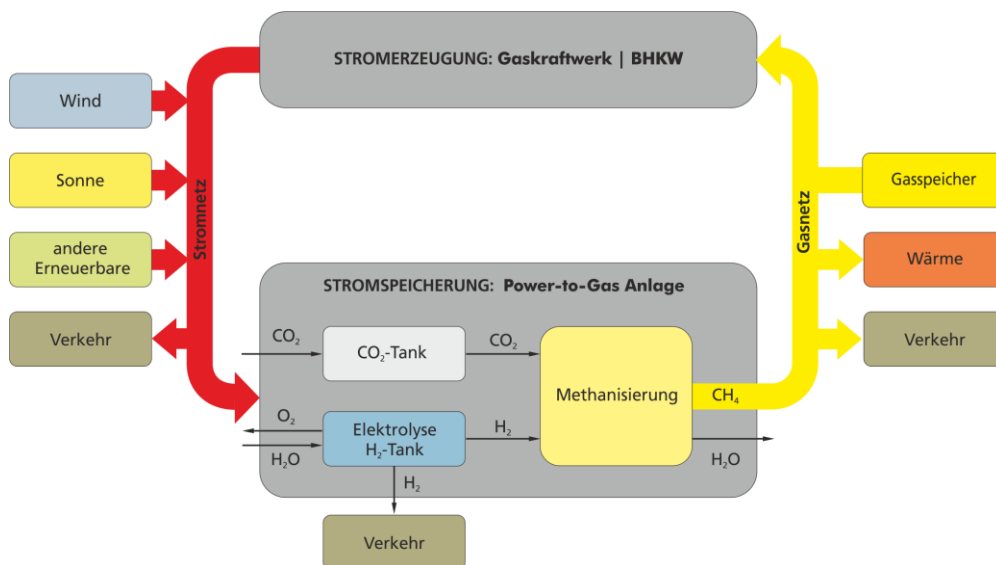 STROMERZEUGUNG: Gaskraftwerk | BHKW
Wind
Sonne
andere
Erneuerbare
Verkehr
Stromnetz
Gasnetz
Gasspeicher
Wärme
Verkehr
STROMSPEICHERUNG: Power-to-Gas Anlage
CO₂
CO₂-Tank
CO₂
Methanisierung
CH₄
O₂
H₂O
Elektrolyse
H₂-Tank
H₂
H₂O
H₂
Verkehr